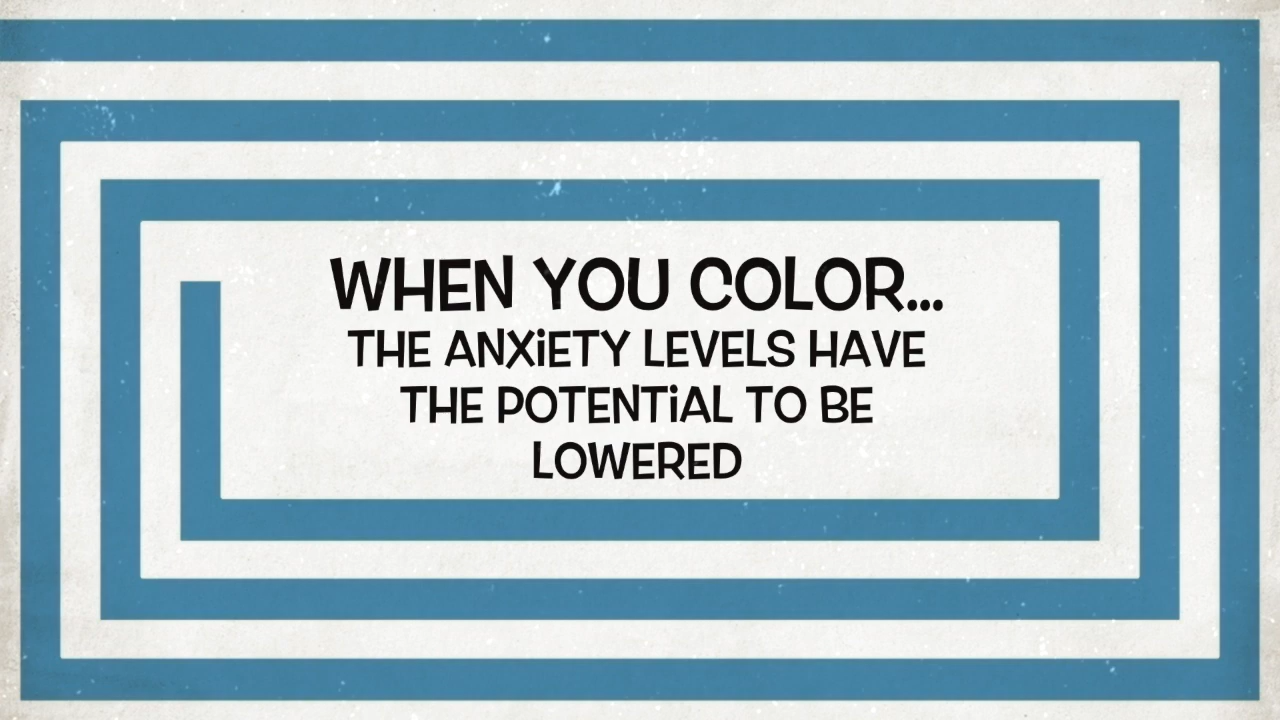 WHEN YOU COLOR...
THE ANXiETY LEVELS HAVE
THE POTENTiAL TO BE
LOWERED